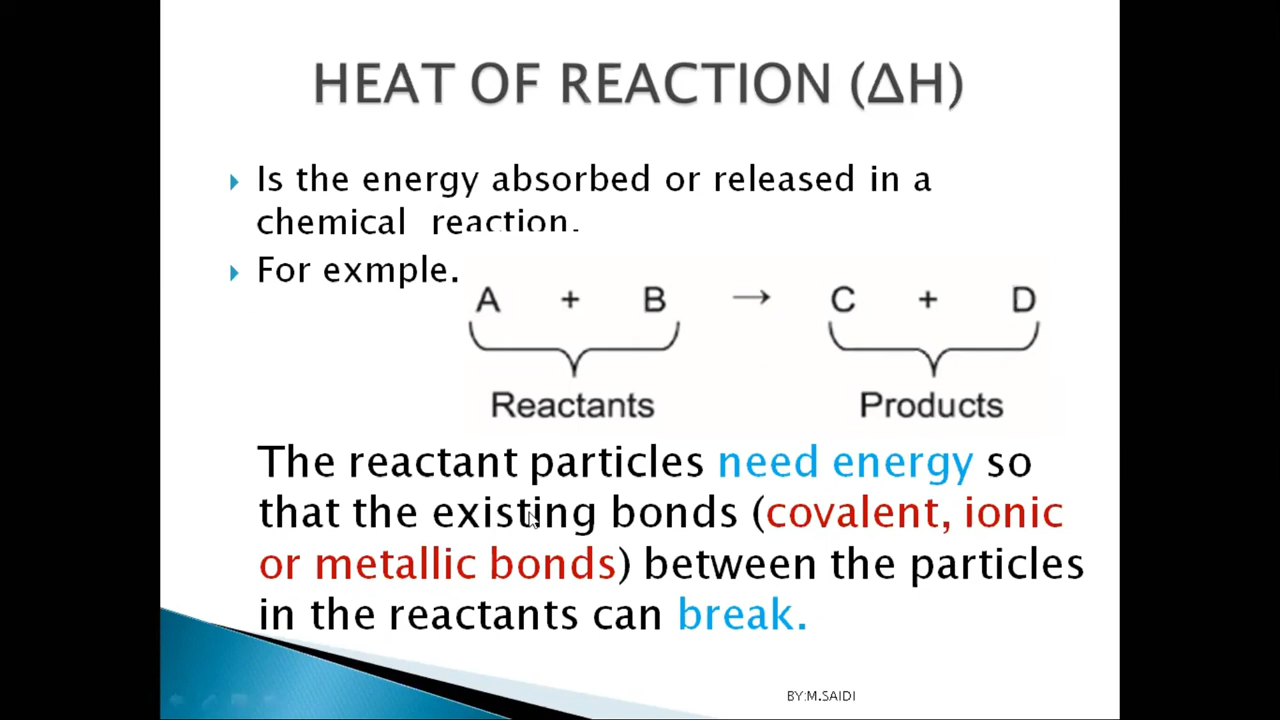 HEAT OF REACTION (ΔH)
Is the energy absorbed or released in a
chemical reaction.
For exmple.
A + B → C + D
Reactants Products
The reactant particles need energy so
that the existing bonds (covalent, ionic
or metallic bonds) between the particles
in the reactants can break.
BY:M.SAIDI